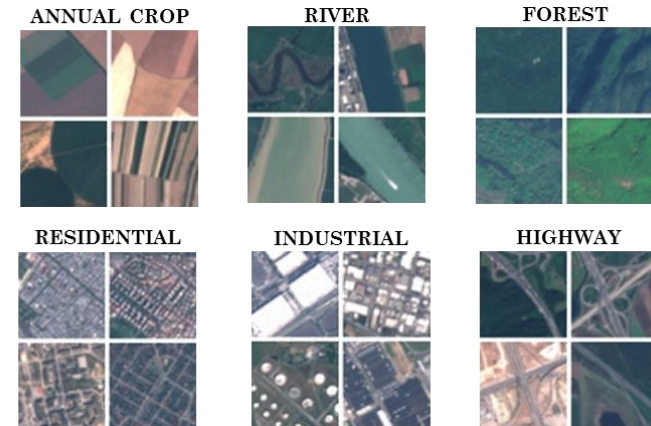 ANNUAL CROP
RIVER
FOREST
RESIDENTIAL
INDUSTRIAL
HIGHWAY